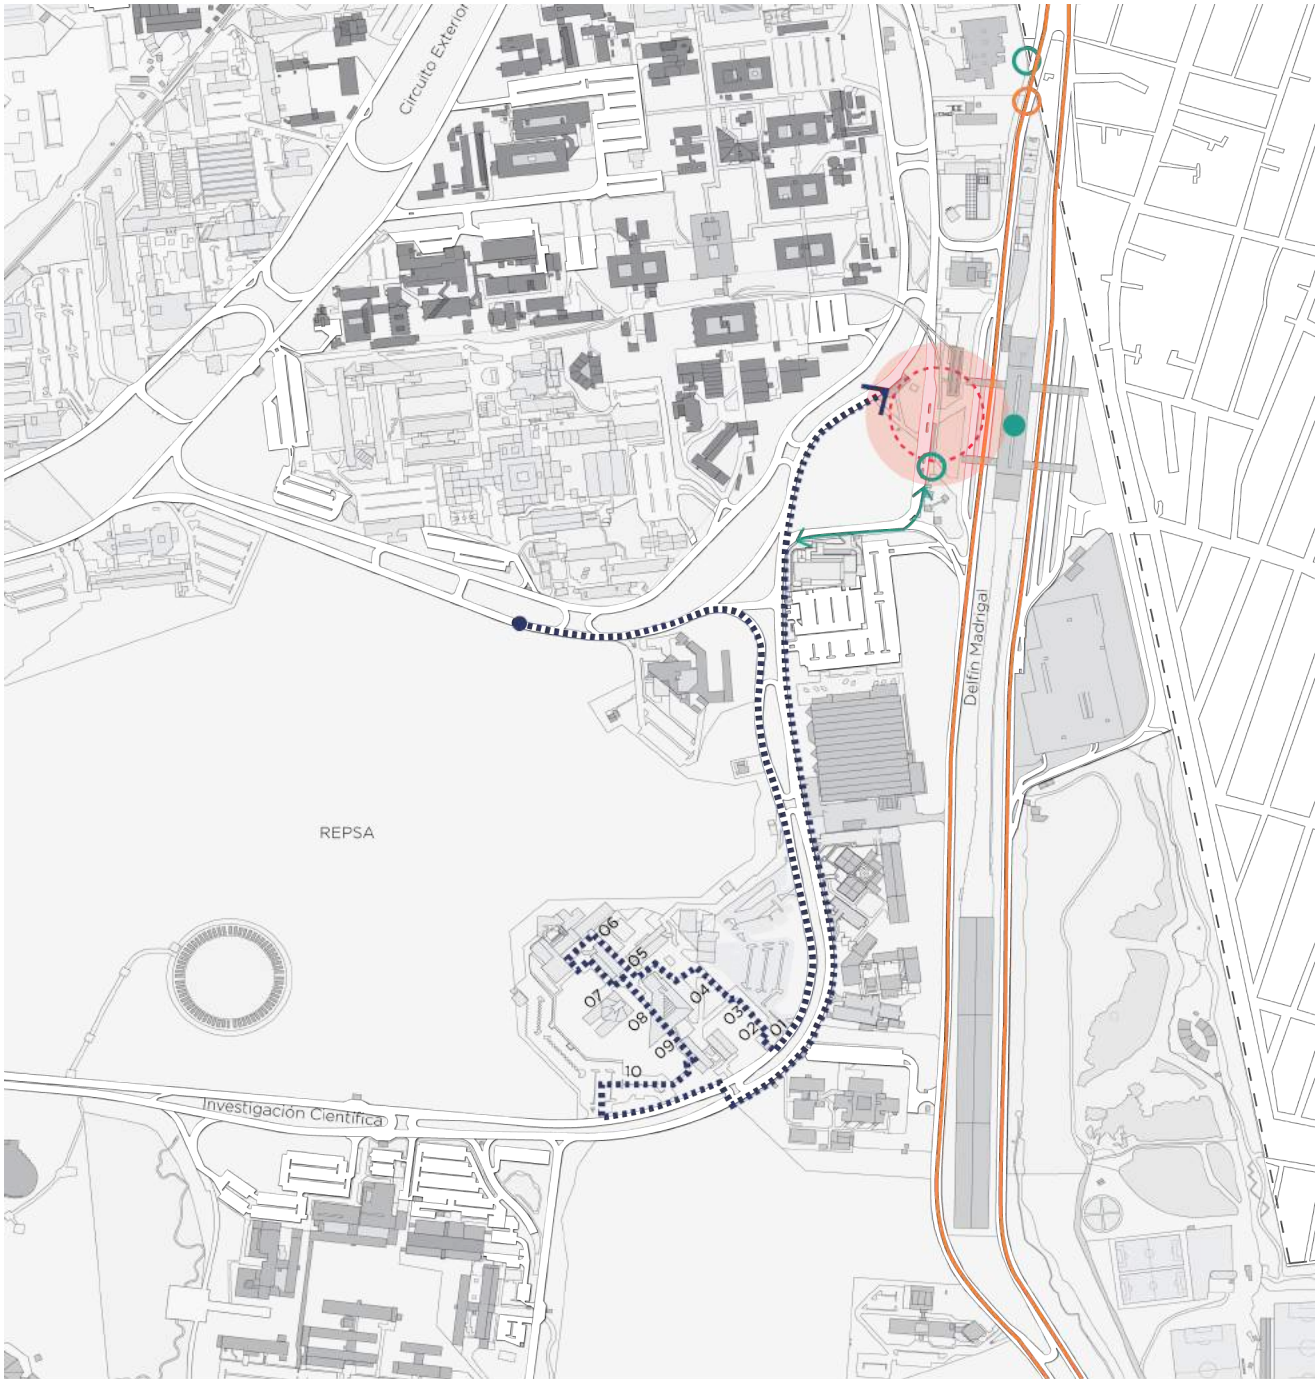 Circuito Exterior
Delfín Madrigal
REPSA
06
05
07
04
03
08
02
01
09
10
Investigación Científica